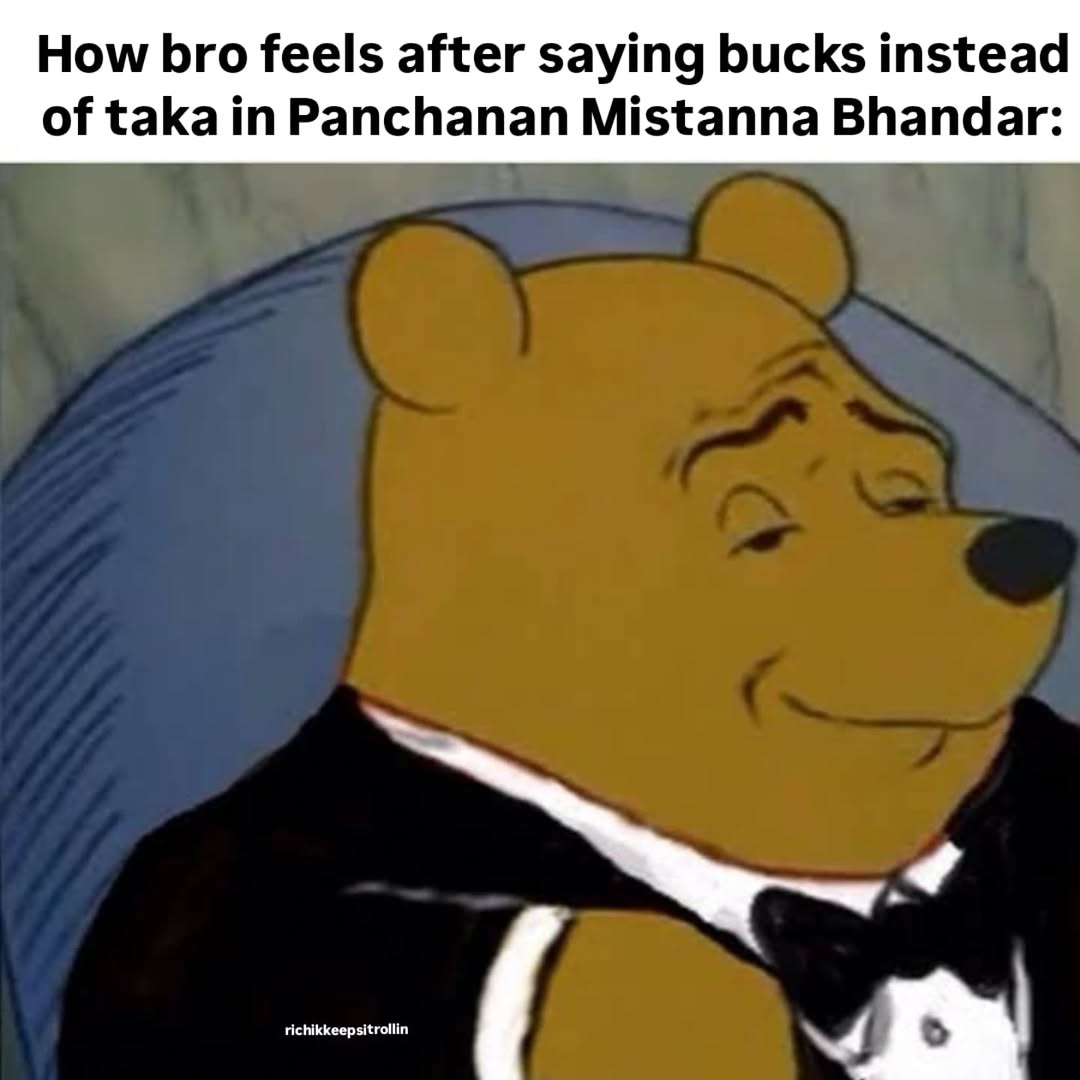 How bro feels after saying bucks instead
of taka in Panchanan Mistanna Bhandar:
richikkeepsitrollin